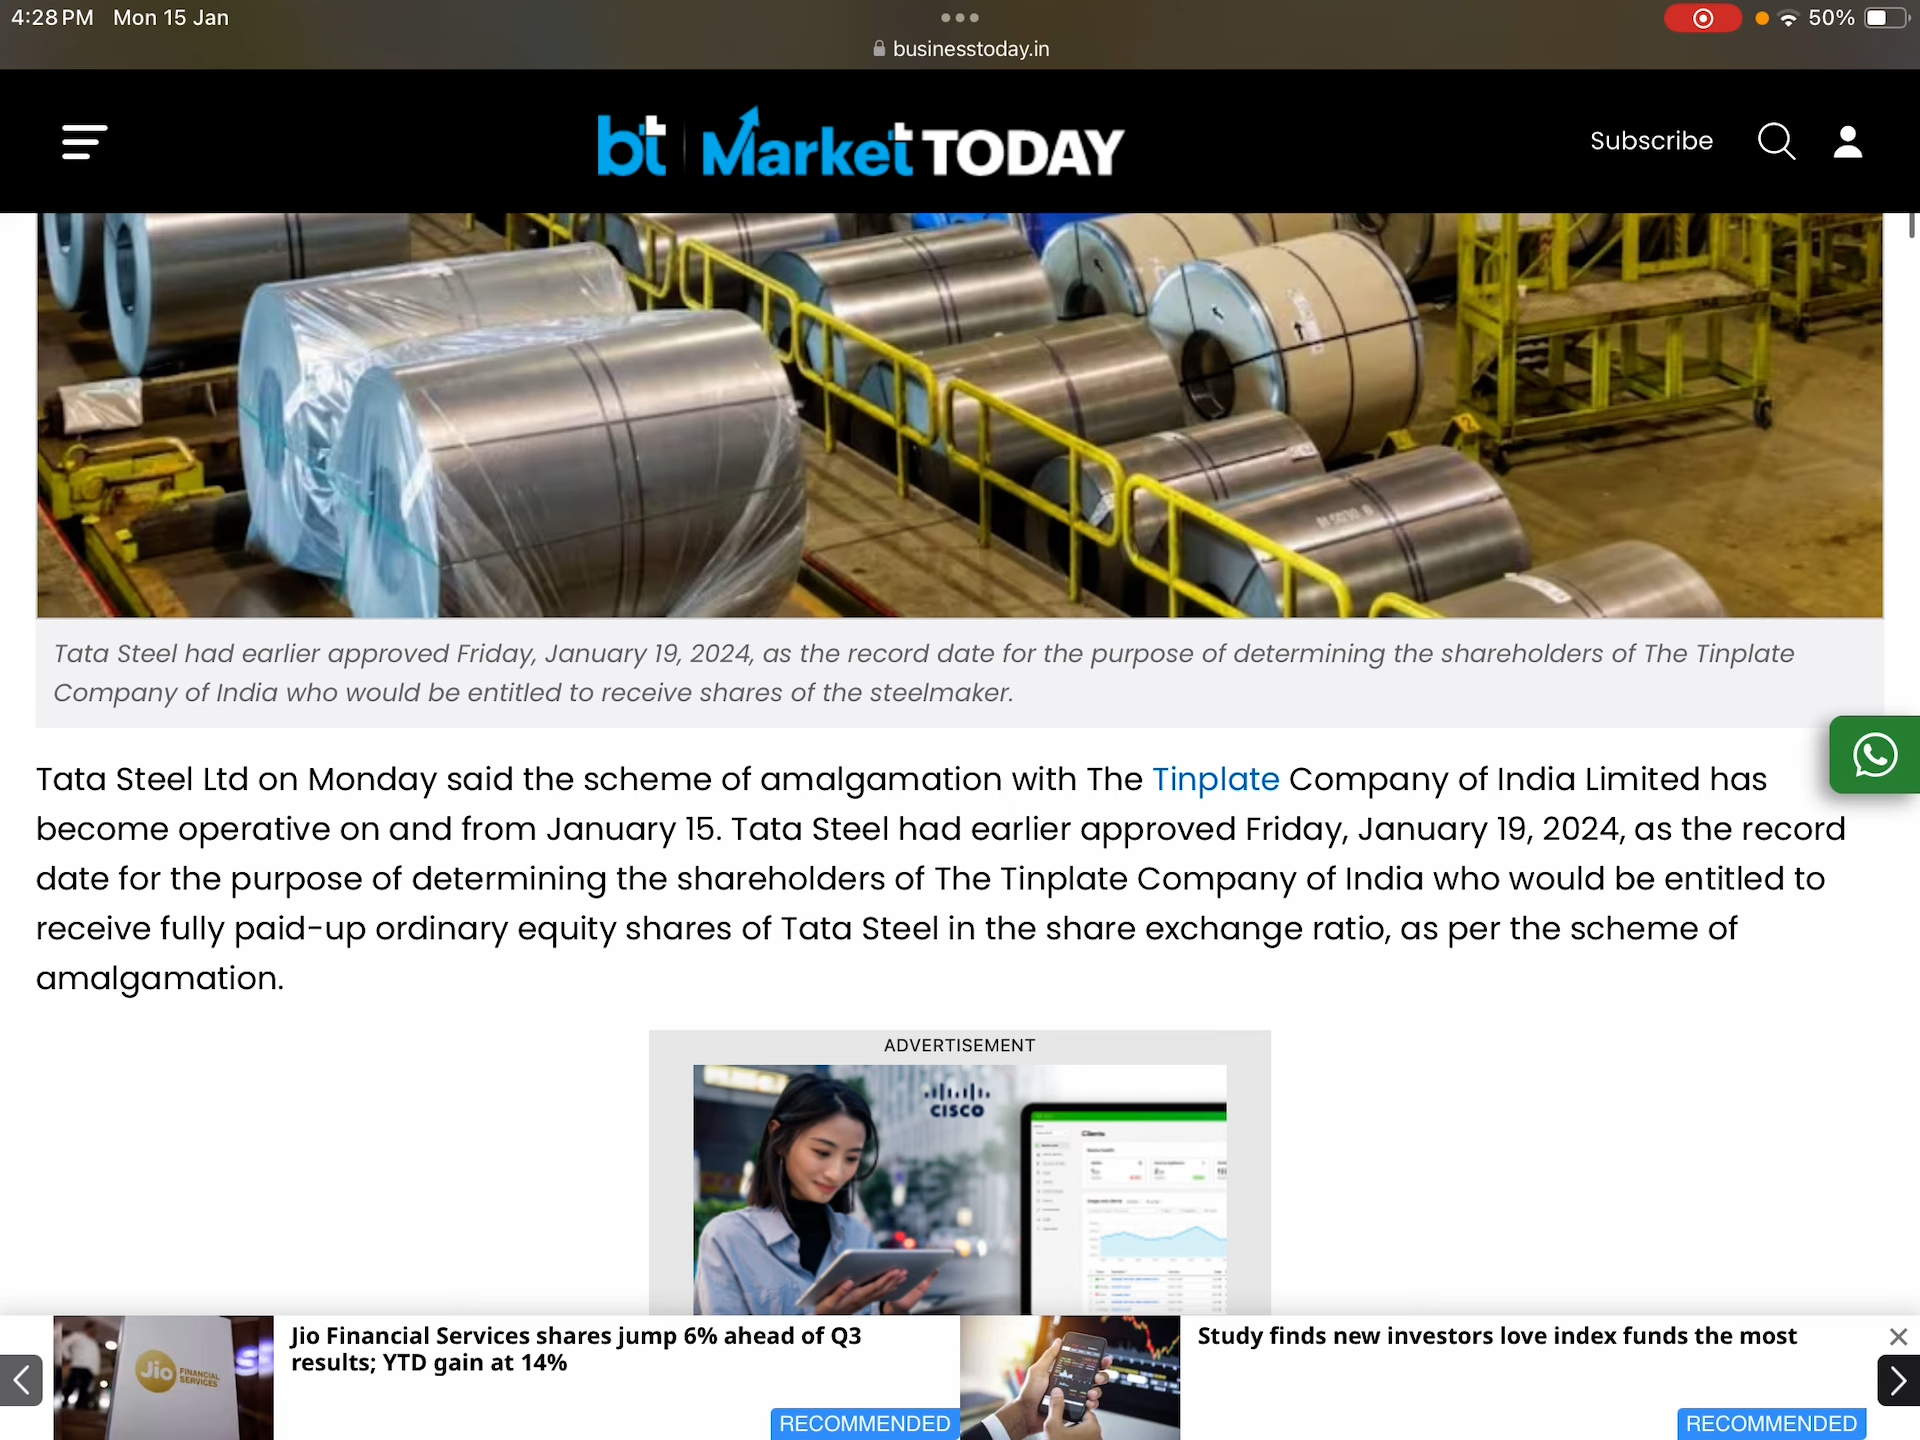 4:28 PM Mon 15 Jan
50%
businesstoday.in
bt Market TODAY
Subscribe
Tata Steel had earlier approved Friday, January 19, 2024, as the record date for the purpose of determining the shareholders of The Tinplate
Company of India who would be entitled to receive shares of the steelmaker.
Tata Steel Ltd on Monday said the scheme of amalgamation with The Tinplate Company of India Limited has
become operative on and from January 15. Tata Steel had earlier approved Friday, January 19, 2024, as the record
date for the purpose of determining the shareholders of The Tinplate Company of India who would be entitled to
receive fully paid-up ordinary equity shares of Tata Steel in the share exchange ratio, as per the scheme of
amalgamation.
ADVERTISEMENT
CISCO
Clients
Jio FINANCIAL SERVICES
Jio Financial Services shares jump 6% ahead of Q3
results; YTD gain at 14%
RECOMMENDED
Study finds new investors love index funds the most
RECOMMENDED